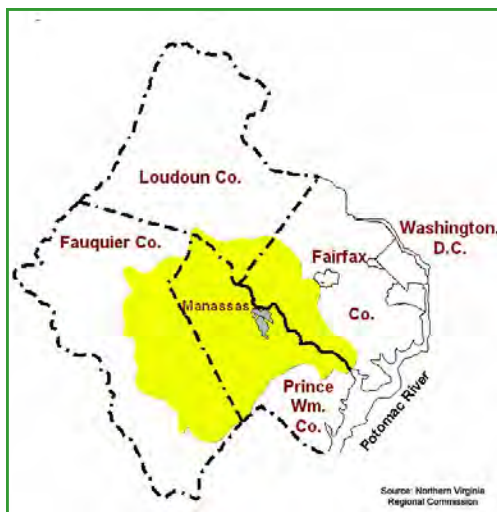 Loudoun Co.
Washington,
D.C.
Fauquier Co.
Fairfax
Manassas
Co.
Prince
Wm.
Co.
Potomac River
Source: Northern Virginia
Regional Commission